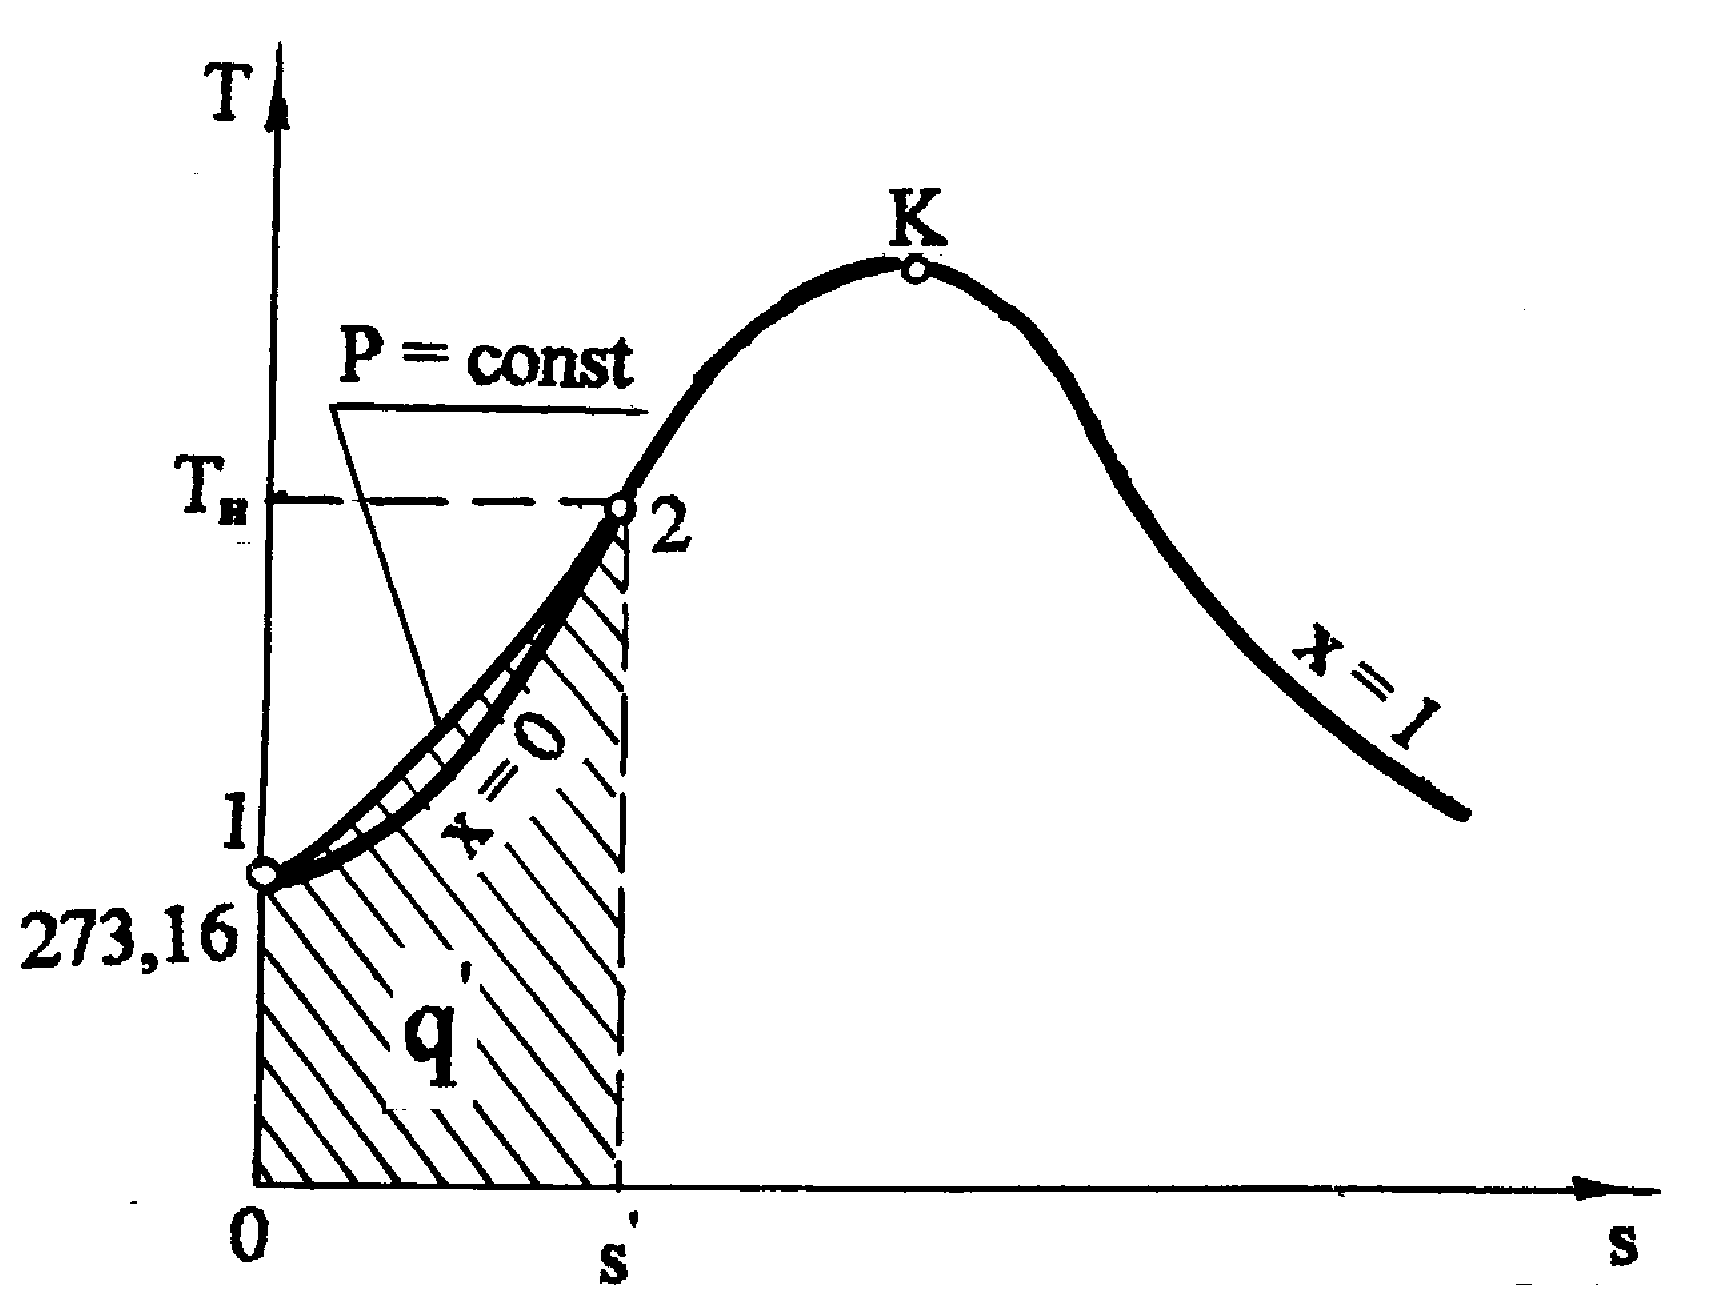 T
K
P = const
Tн
2
x = 0
x = 1
1
273,16
q'
0
s'
s